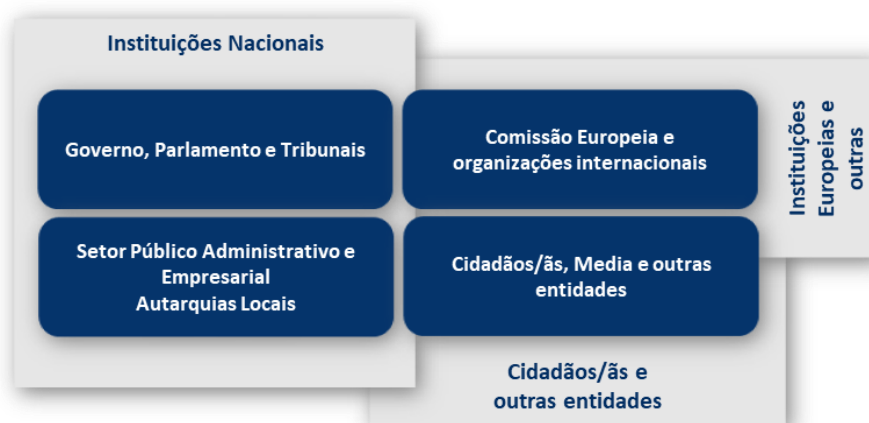 Instituições Nacionais
Governo, Parlamento e Tribunais
Comissão Europeia e
organizações internacionais
Instituições
Europeias e
outras
Setor Público Administrativo e
Empresarial
Autarquias Locais
Cidadãos/ãs, Media e outras
entidades
Cidadãos/ãs e
outras entidades